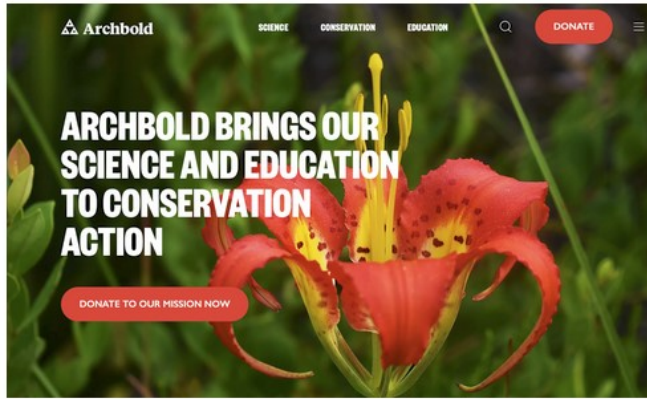 Archbold
SCIENCE CONSERVATION EDUCATION
DONATE
ARCHBOLD BRINGS OUR
SCIENCE AND EDUCATION
TO CONSERVATION
ACTION
DONATE TO OUR MISSION NOW